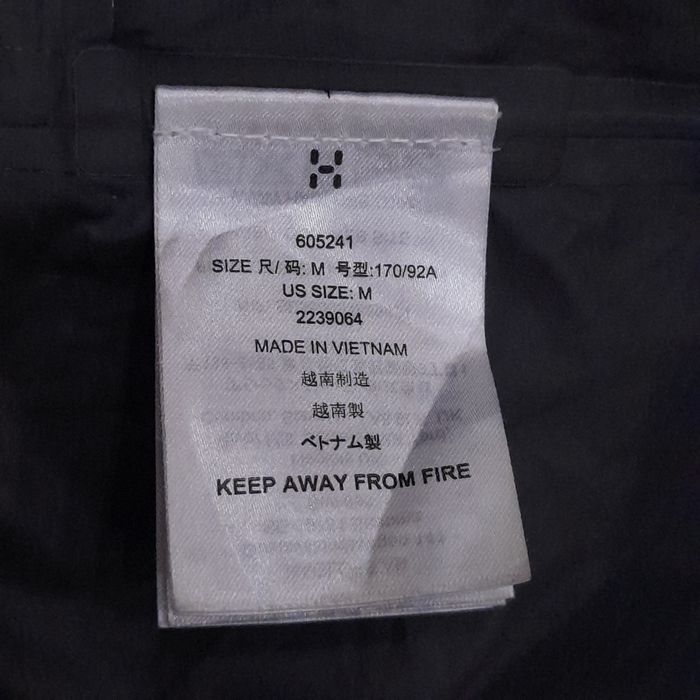 H
605241
SIZE 尺/ 码: M 号型:170/92A
US SIZE: M
2239064
MADE IN VIETNAM
越南制造
越南製
ベトナム製
KEEP AWAY FROM FIRE